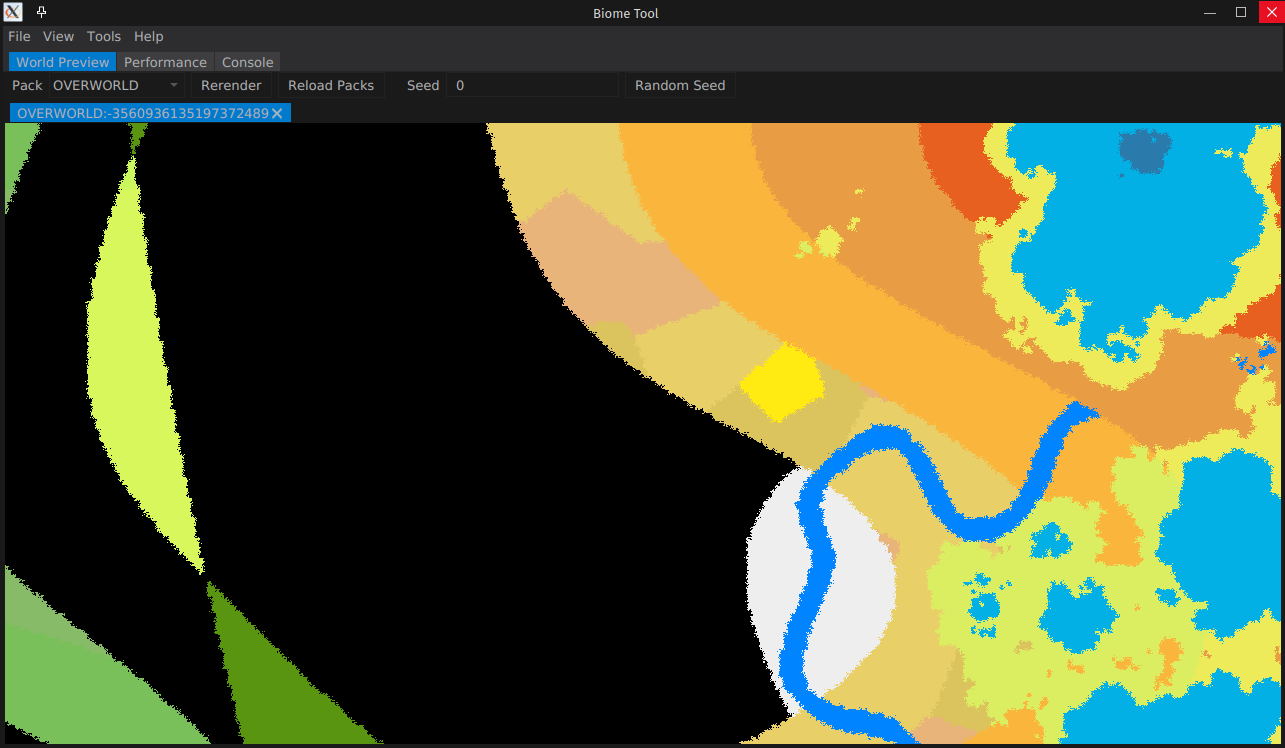 Biome Tool
File View Tools Help
World Preview Performance Console
Pack OVERWORLD Rerender Reload Packs Seed 0 Random Seed
OVERWORLD:-3560936135197372489